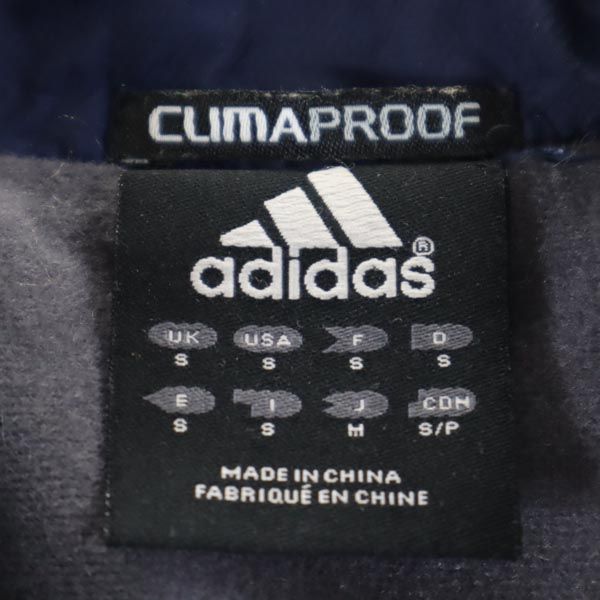 CLIMAPROOF
adidas®
UK USA F D
S S S S
E I J CDN
S S M S/P
MADE IN CHINA
FABRIQUÉ EN CHINE